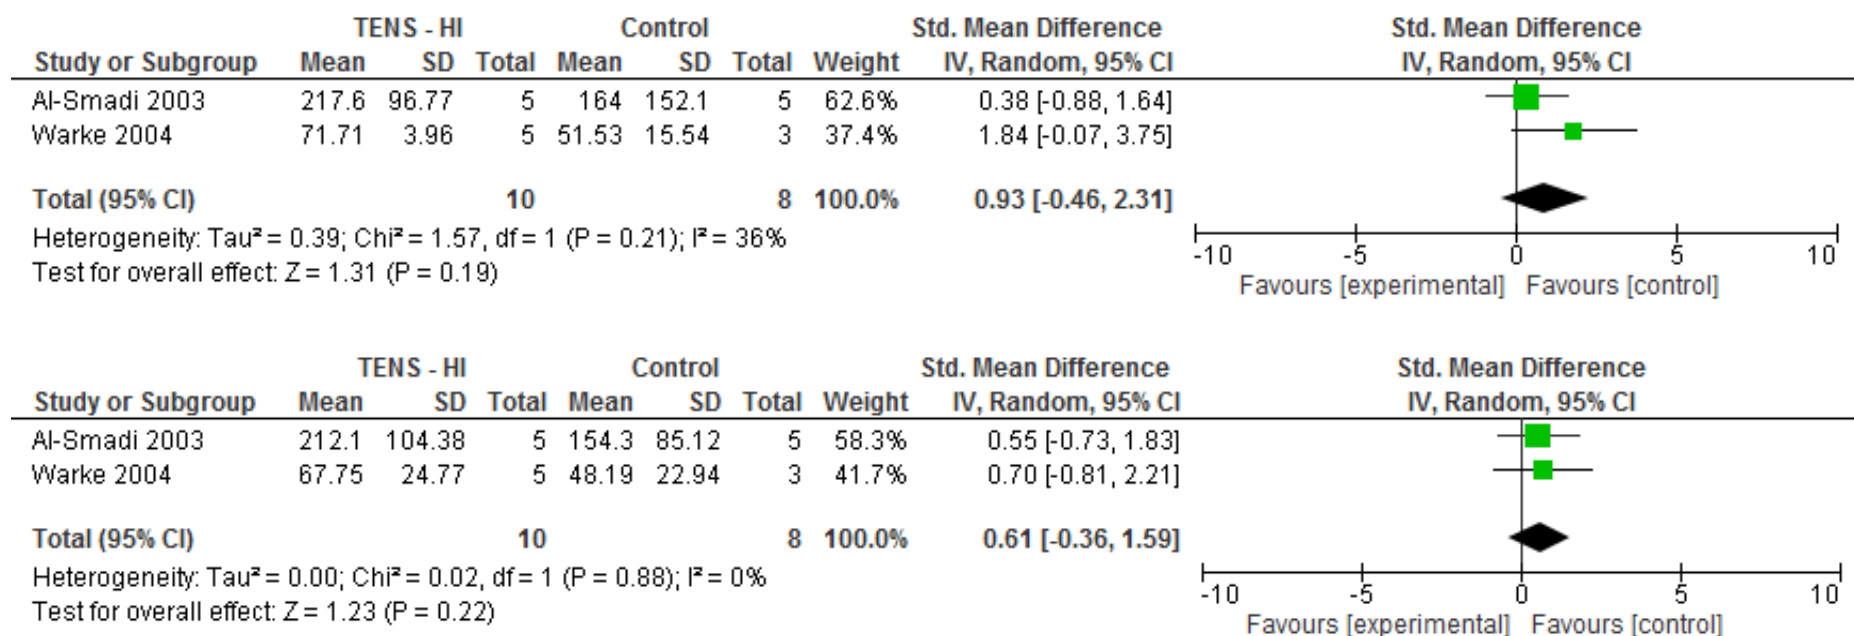 TENS - HI Control Std. Mean Difference Std. Mean Difference
Study or Subgroup Mean SD Total Mean SD Total Weight IV, Random, 95% CI IV, Random, 95% CI
Al-Smadi 2003 217.6 96.77 5 164 152.1 5 62.6% 0.38 [-0.88, 1.64]
Warke 2004 71.71 3.96 5 51.53 15.54 3 37.4% 1.84 [-0.07, 3.75]
Total (95% CI) 10 8 100.0% 0.93 [-0.46, 2.31]
Heterogeneity: Tau² = 0.39; Chi² = 1.57, df = 1 (P = 0.21); I² = 36%
Test for overall effect: Z = 1.31 (P = 0.19)
-10 -5 0 5 10
Favours [experimental] Favours [control]
TENS - HI Control Std. Mean Difference Std. Mean Difference
Study or Subgroup Mean SD Total Mean SD Total Weight IV, Random, 95% CI IV, Random, 95% CI
Al-Smadi 2003 212.1 104.38 5 154.3 85.12 5 58.3% 0.55 [-0.73, 1.83]
Warke 2004 67.75 24.77 5 48.19 22.94 3 41.7% 0.70 [-0.81, 2.21]
Total (95% CI) 10 8 100.0% 0.61 [-0.36, 1.59]
Heterogeneity: Tau² = 0.00; Chi² = 0.02, df = 1 (P = 0.88); I² = 0%
Test for overall effect: Z = 1.23 (P = 0.22)
-10 -5 0 5 10
Favours [experimental] Favours [control]